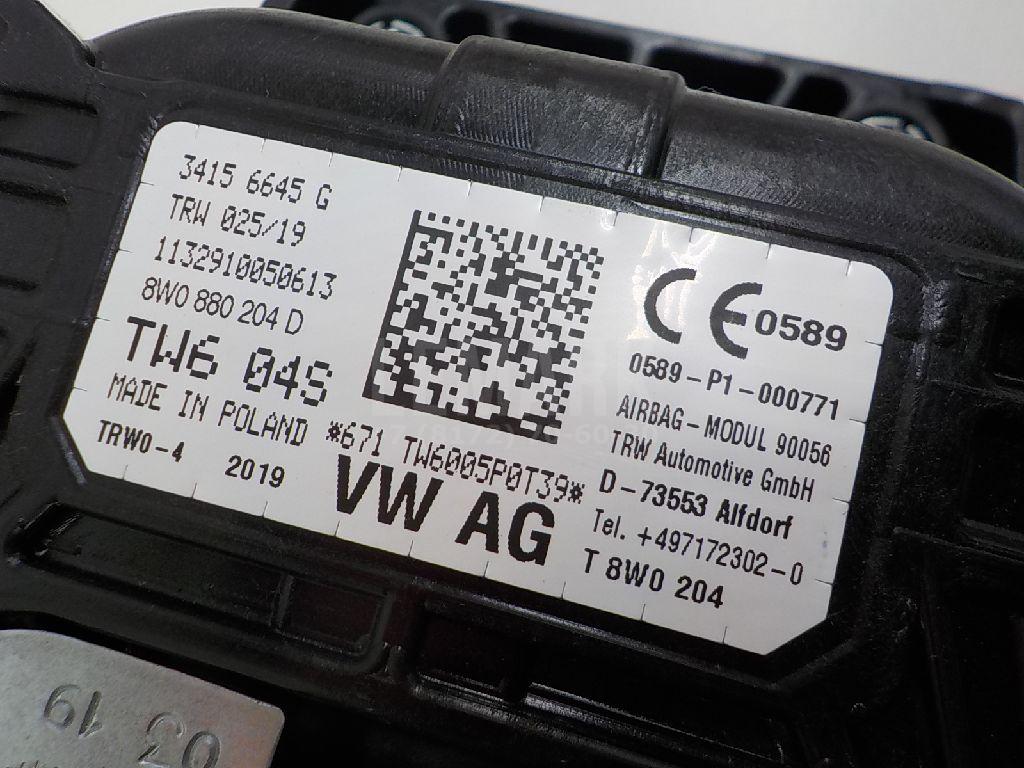 3415 6645 G
TRW 025/19
1132910050613
8W0 880 204 D
TW6 04S
MADE IN POLAND
TRW0-4 2019
*671 TW6005P0T39*
VW AG
CE 0589
0589-P1-000771
AIRBAG-MODUL 90056
TRW Automotive GmbH
D-73553 Alfdorf
Tel. +497172302-0
T 8W0 204
03
19